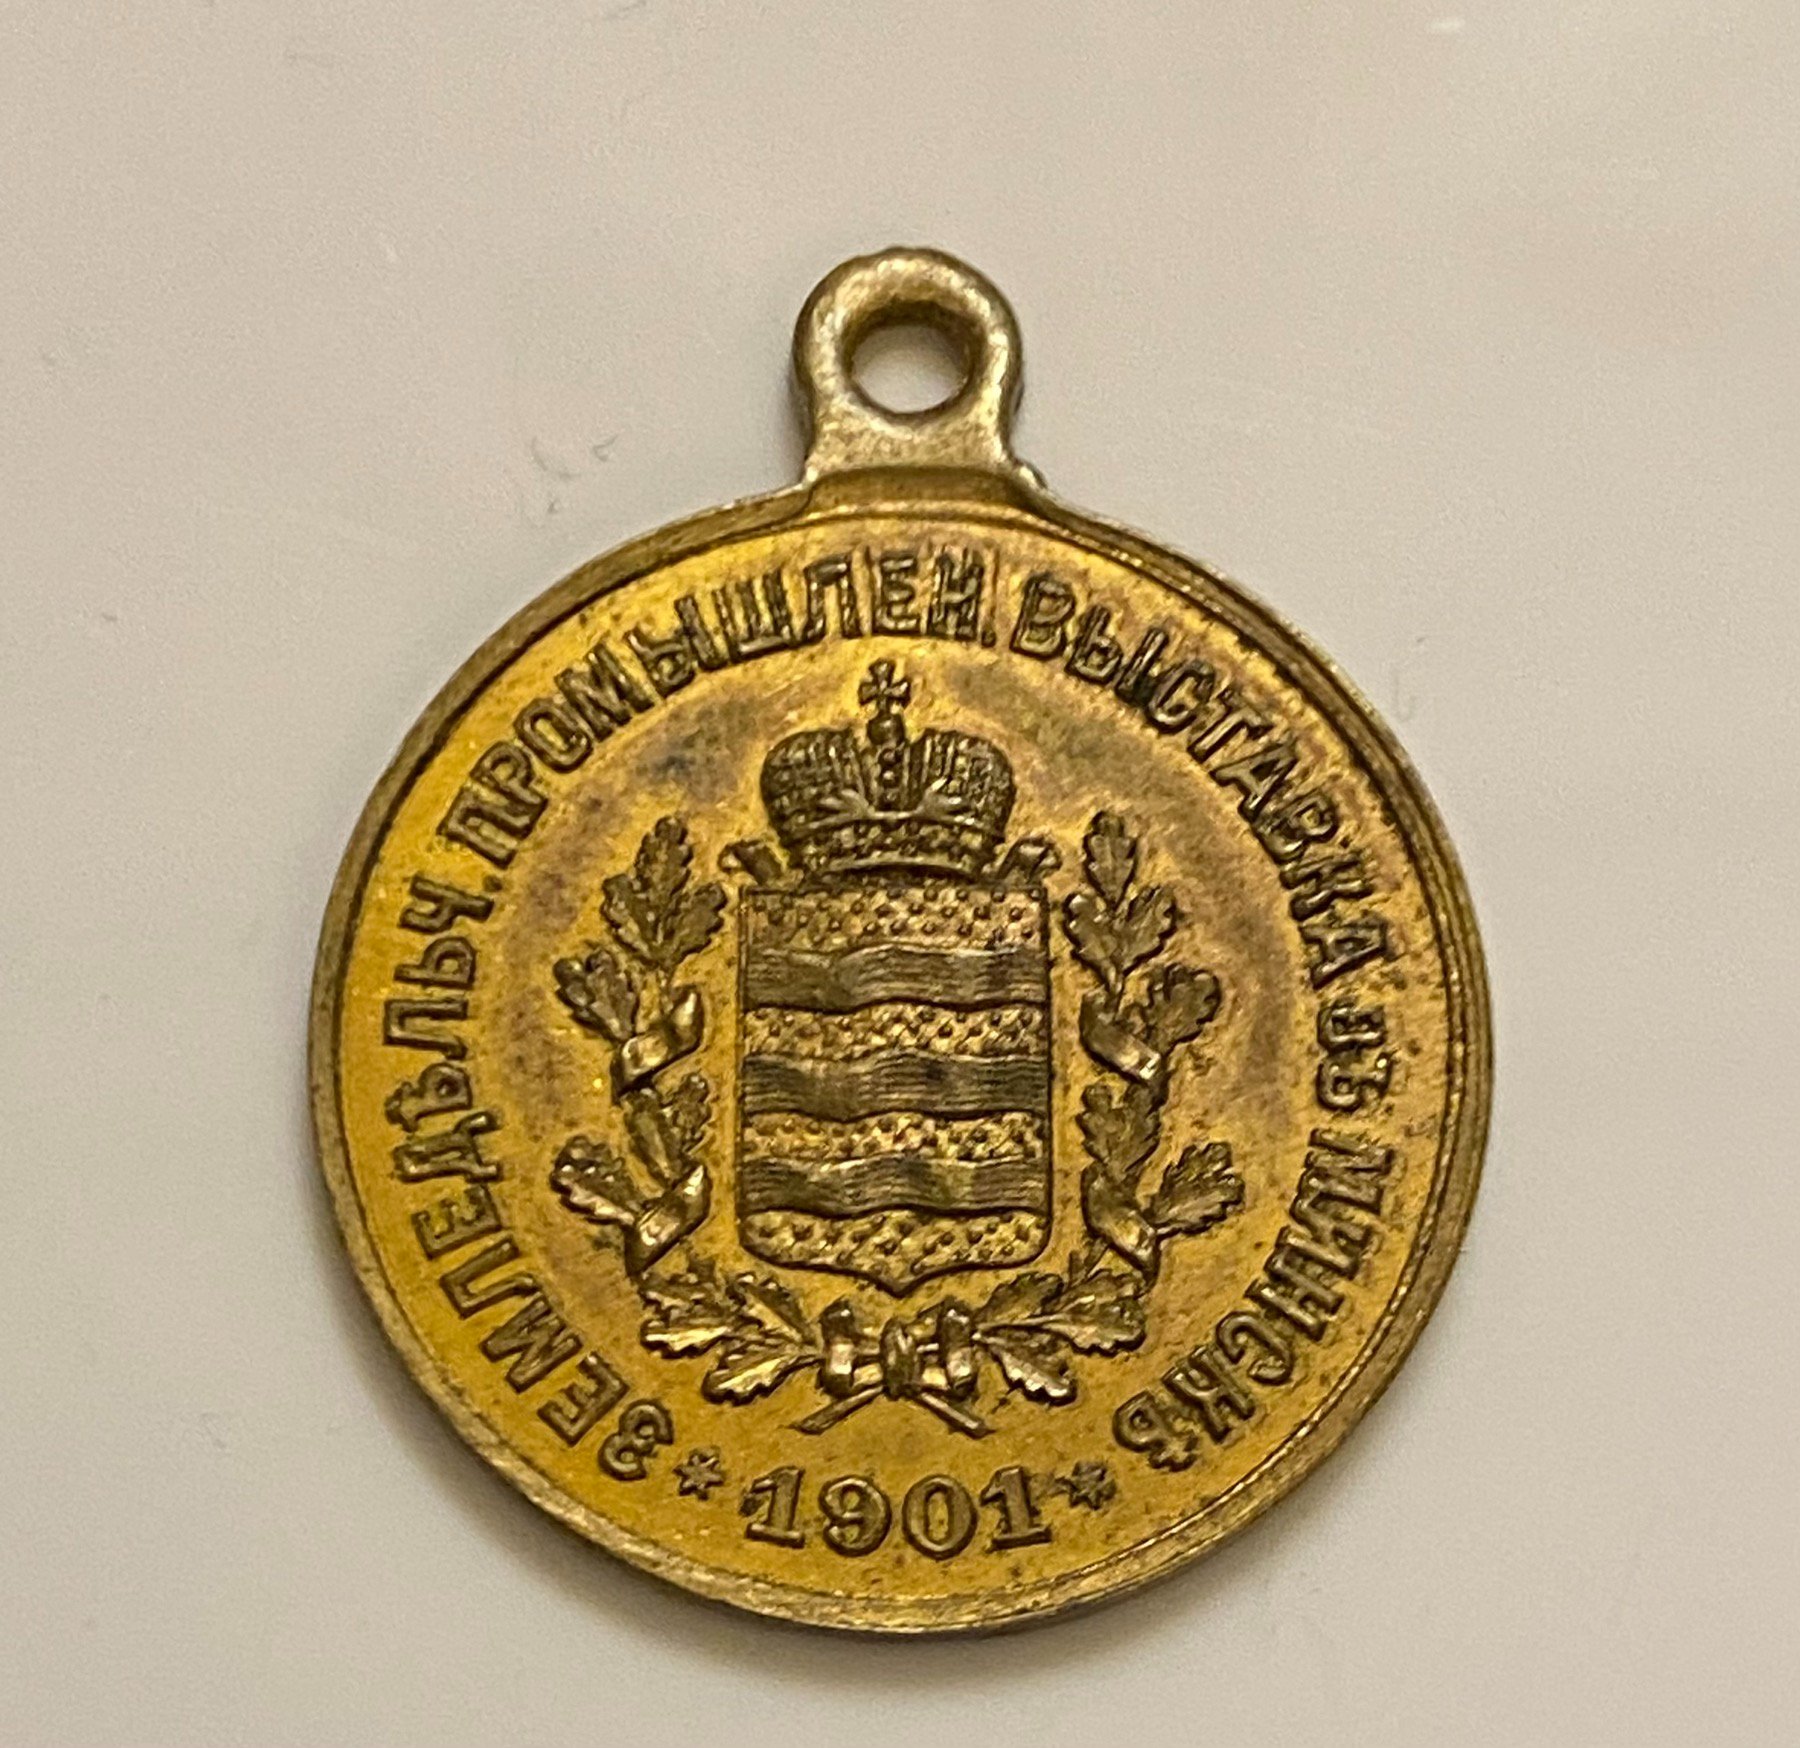 ЗЕМЛЕДѢЛЬЧ. ПРОМЫШЛЕН. ВЫСТАВКА ВЪ МИНСКѢ
* 1901 *